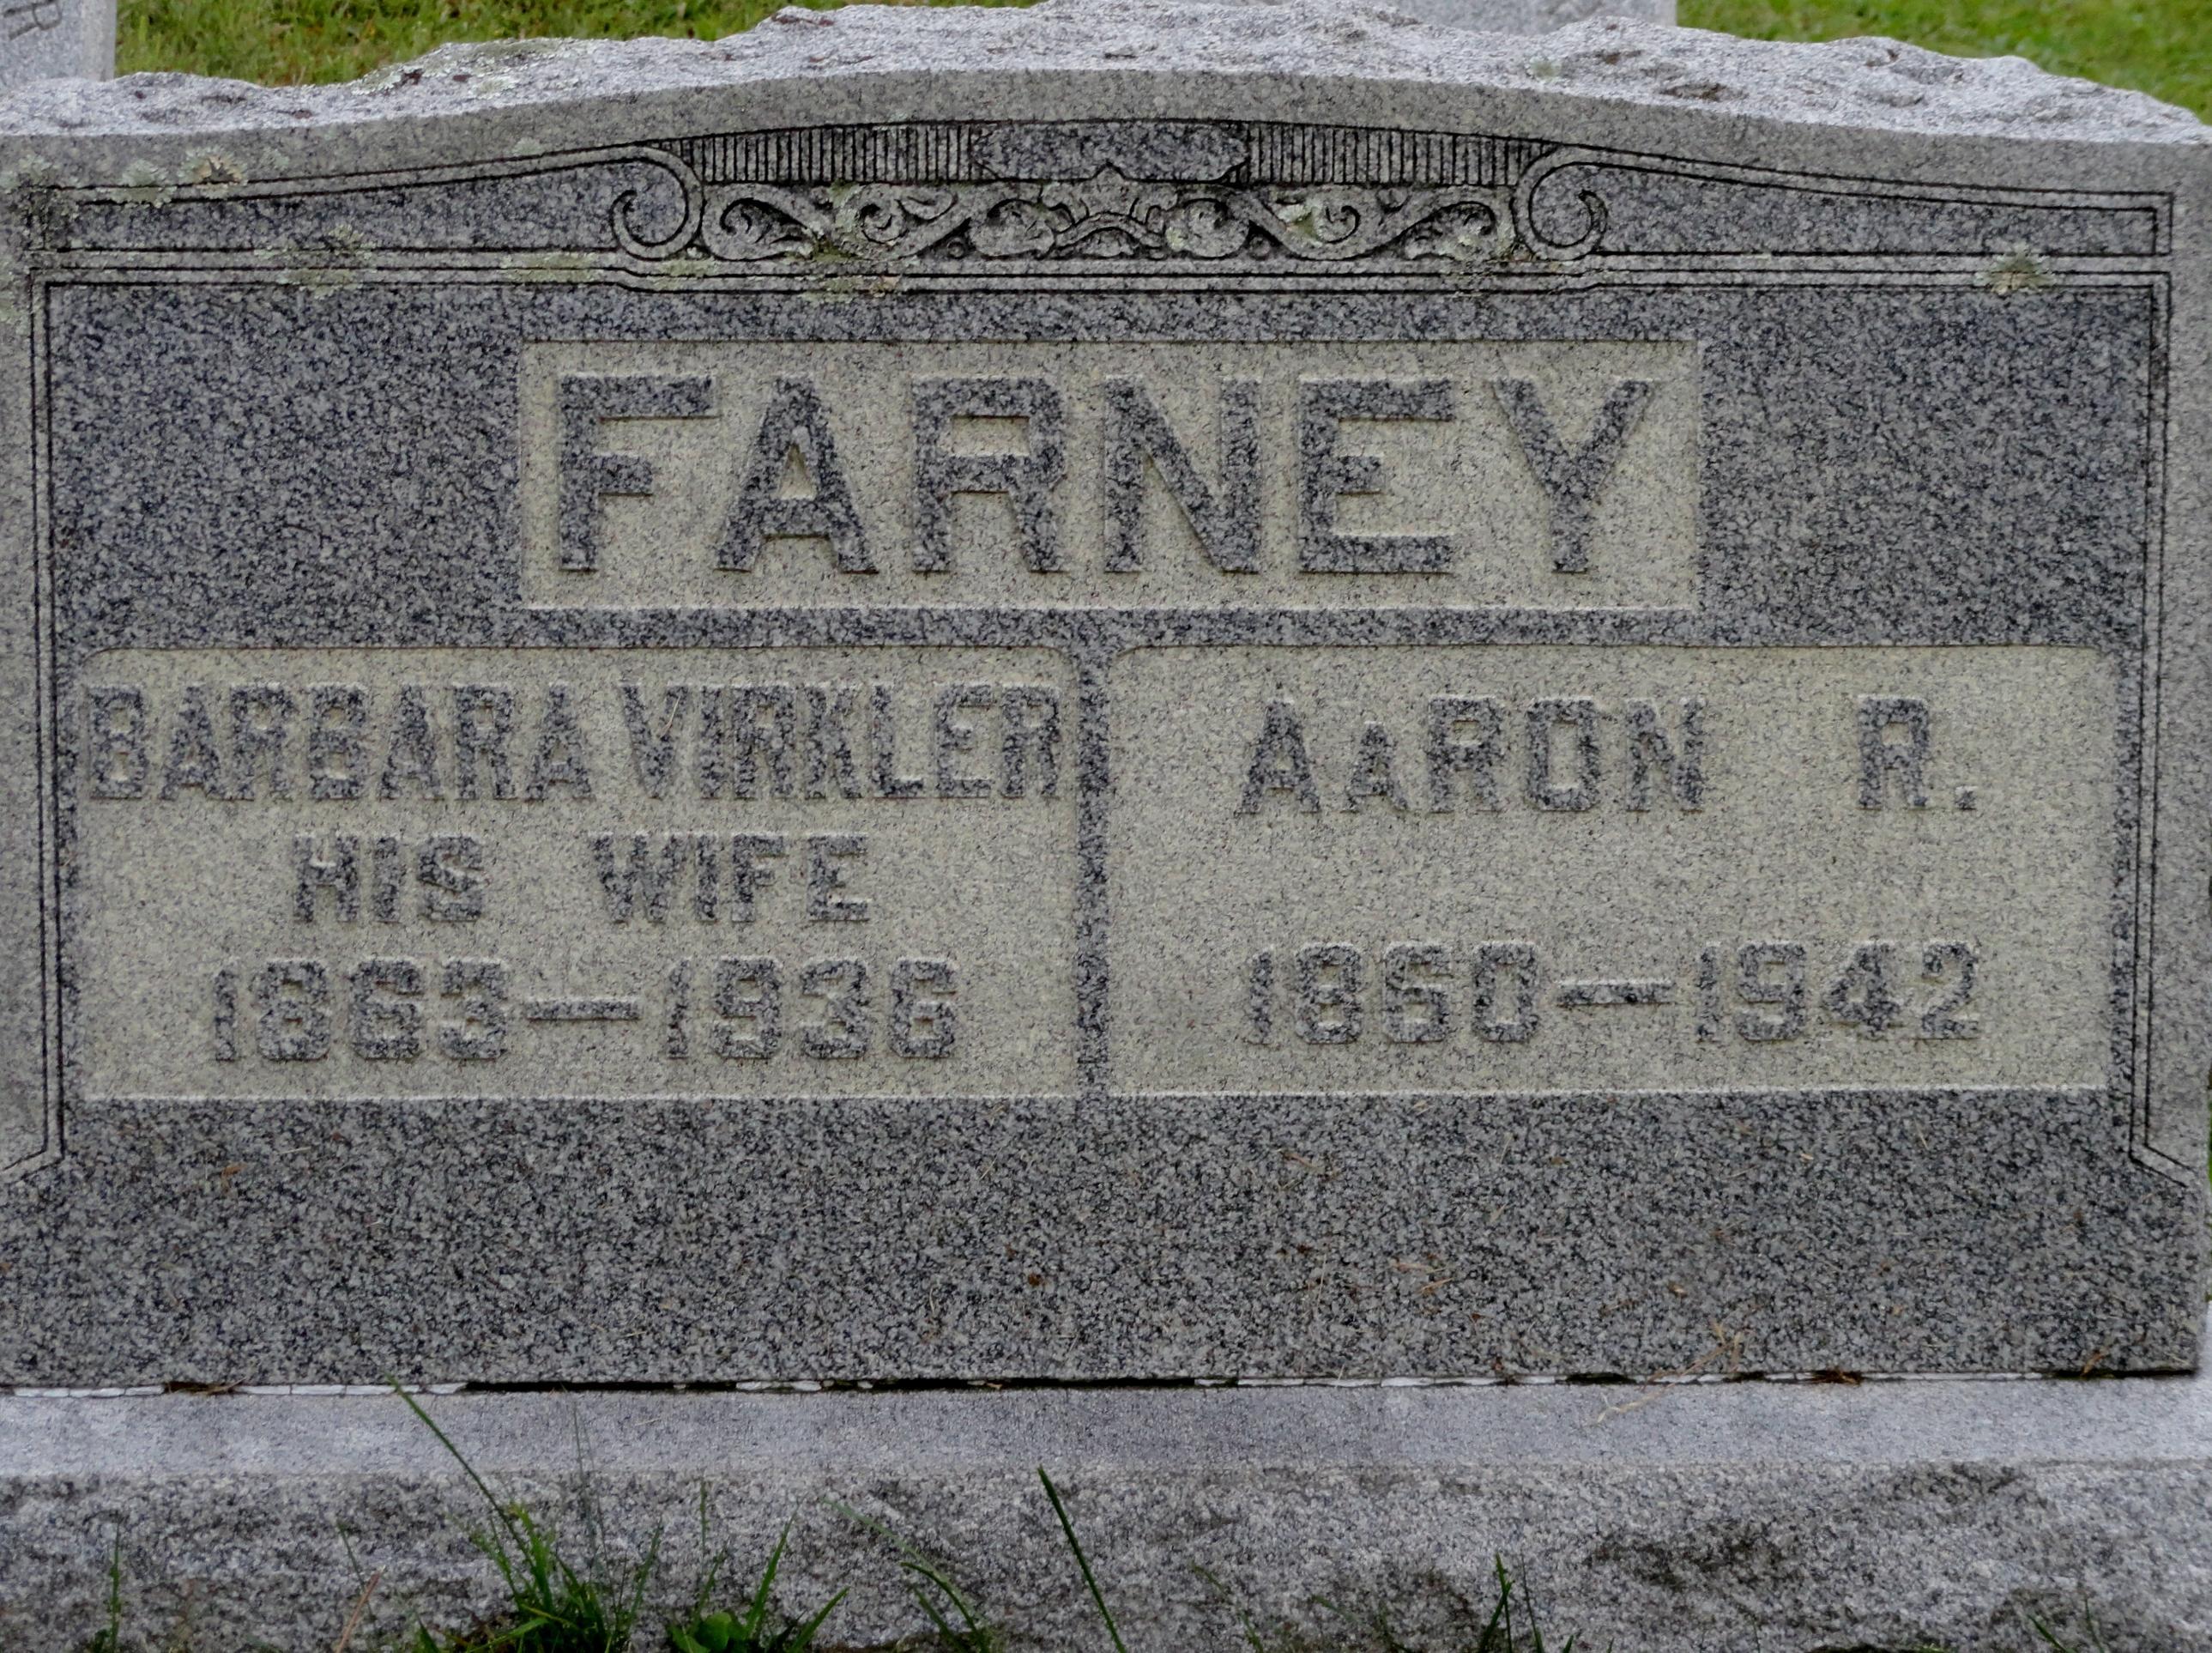 FARNEY
BARBARA VIRKLER
HIS WIFE
1863—1936
AARON R.
1860—1942